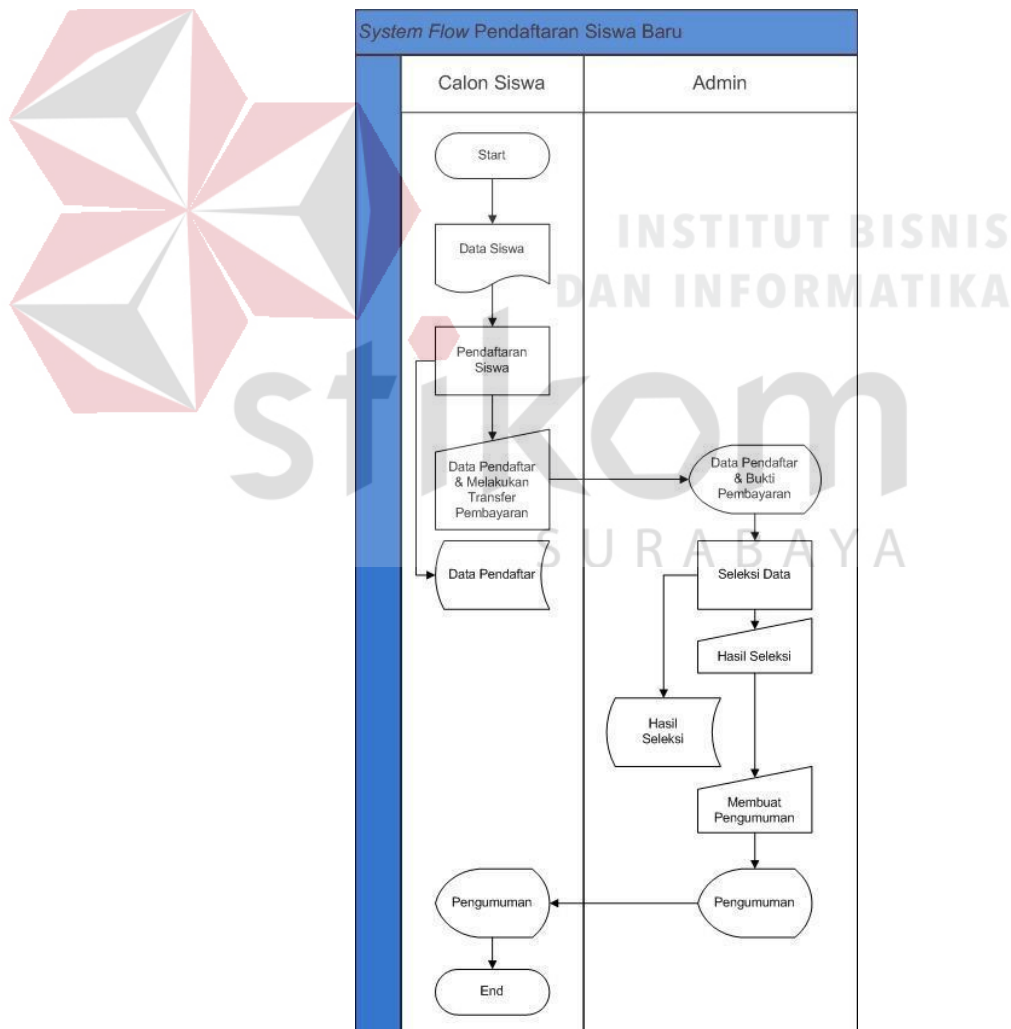 System Flow Pendaftaran Siswa Baru
Calon Siswa
Admin
Start
Data Siswa
INSTITUT BISNIS
DAN INFORMATIKA
Pendaftaran
Siswa
stikom
SURABAYA
Data Pendaftar
& Melakukan
Transfer
Pembayaran
Data Pendaftar
& Bukti
Pembayaran
Data Pendaftar
Seleksi Data
Hasil Seleksi
Hasil
Seleksi
Membuat
Pengumuman
Pengumuman
Pengumuman
End